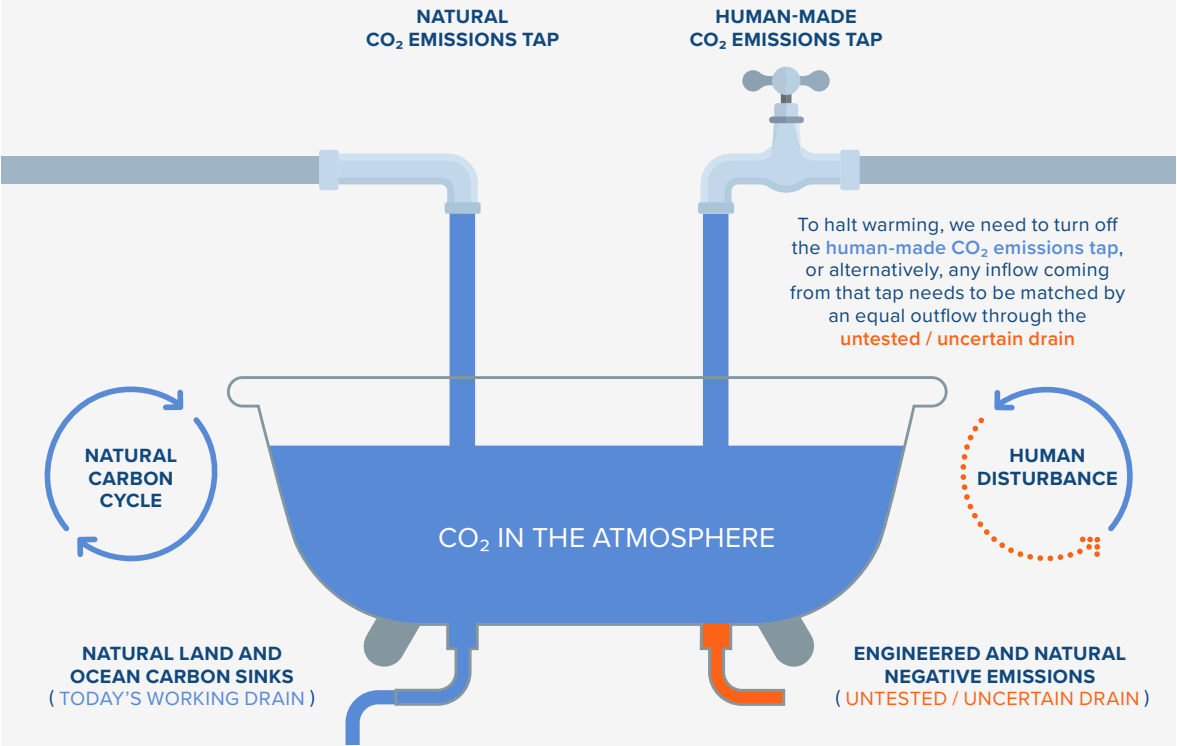 NATURAL
CO₂ EMISSIONS TAP
HUMAN-MADE
CO₂ EMISSIONS TAP
To halt warming, we need to turn off
the human-made CO₂ emissions tap,
or alternatively, any inflow coming
from that tap needs to be matched by
an equal outflow through the
untested / uncertain drain
NATURAL
CARBON
CYCLE
HUMAN
DISTURBANCE
CO₂ IN THE ATMOSPHERE
NATURAL LAND AND
OCEAN CARBON SINKS
( TODAY’S WORKING DRAIN )
ENGINEERED AND NATURAL
NEGATIVE EMISSIONS
( UNTESTED / UNCERTAIN DRAIN )